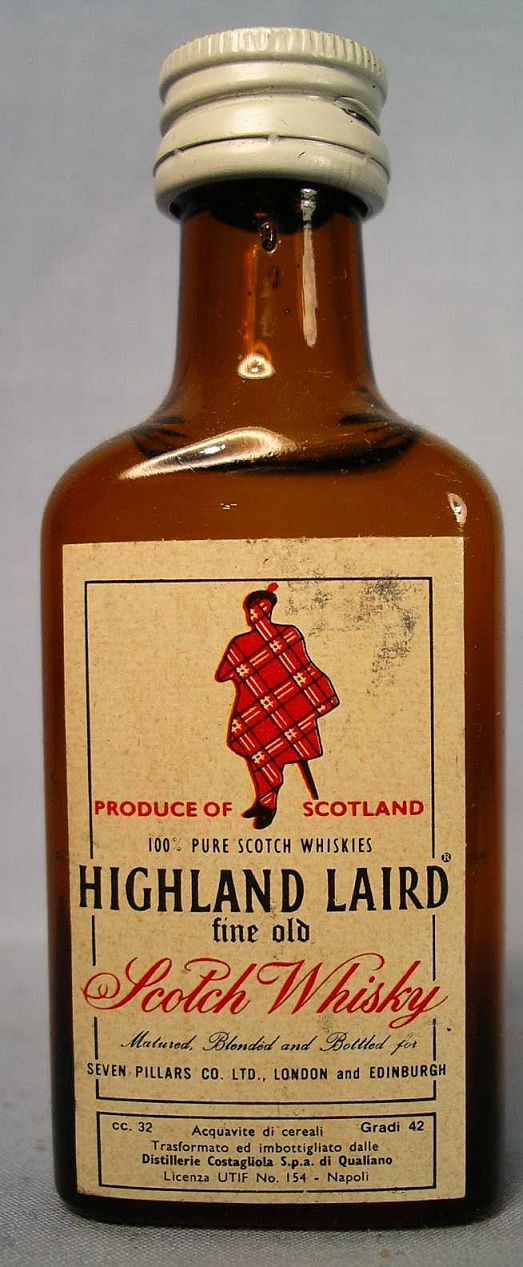 PRODUCE OF SCOTLAND
100% PURE SCOTCH WHISKIES
HIGHLAND LAIRD®
fine old
Scotch Whisky
Matured, Blended and Bottled for
SEVEN PILLARS CO. LTD., LONDON and EDINBURGH
cc. 32 Acquavite di cereali Gradi 42
Trasformato ed imbottigliato dalle
Distillerie Costagliola S.p.a. di Qualiano
Licenza UTIF No. 154 - Napoli